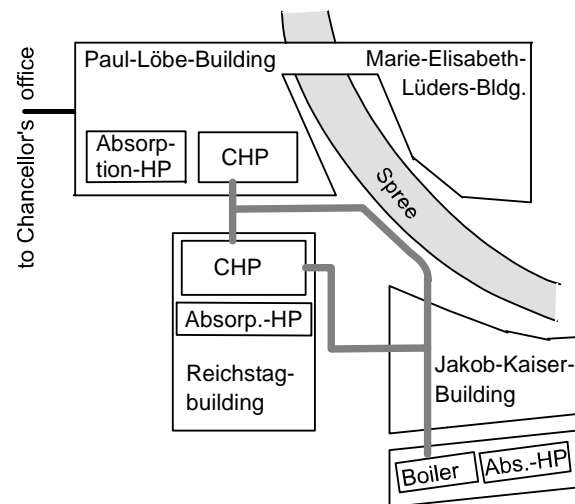 to Chancellor's office
Paul-Löbe-Building
Marie-Elisabeth-
Lüders-Bldg.
Absorp-
tion-HP
CHP
Spree
CHP
Absorp.-HP
Reichstag-
building
Jakob-Kaiser-
Building
Boiler
Abs.-HP